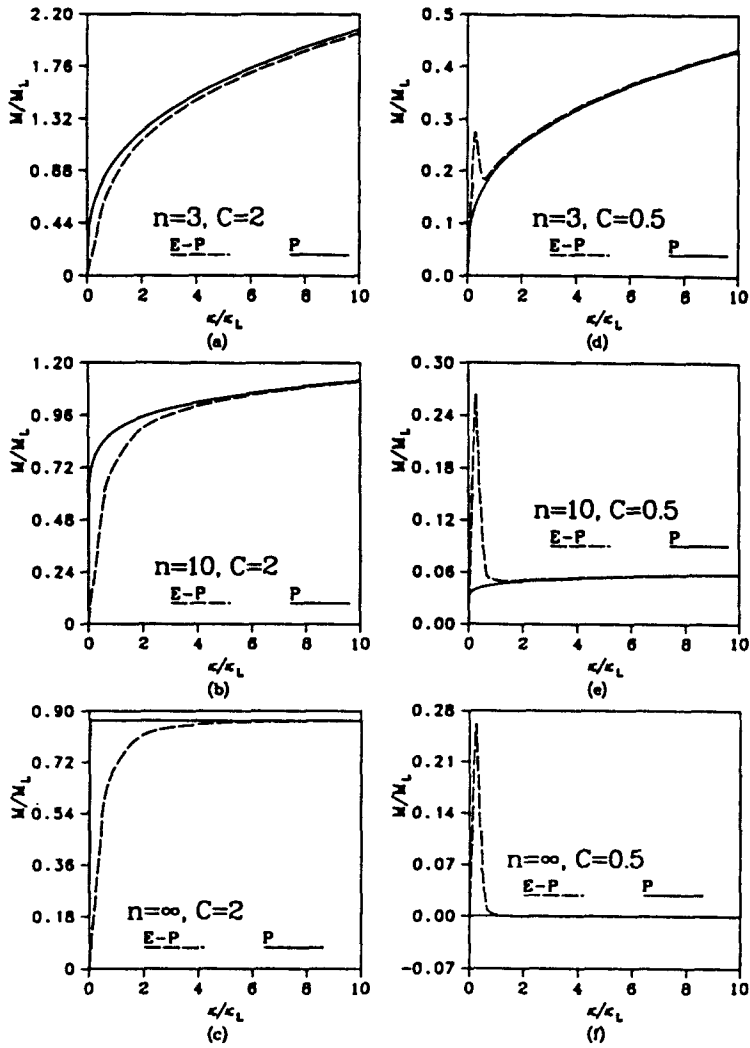 2.20
1.76
1.32
0.88
0.44
0
M/M_L
n=3, C=2
E-P P
0 2 4 6 8 10
κ/κ_L
(a)
0.5
0.4
0.3
0.2
0.1
0.0
M/M_L
n=3, C=0.5
E-P P
0 2 4 6 8 10
κ/κ_L
(d)
1.20
0.96
0.72
0.48
0.24
0
M/M_L
n=10, C=2
E-P P
0 2 4 6 8 10
κ/κ_L
(b)
0.30
0.24
0.18
0.12
0.06
0.00
M/M_L
n=10, C=0.5
E-P P
0 2 4 6 8 10
κ/κ_L
(e)
0.90
0.72
0.54
0.36
0.18
0
M/M_L
n=∞, C=2
E-P P
0 2 4 6 8 10
κ/κ_L
(c)
0.28
0.21
0.14
0.07
0.00
-0.07
M/M_L
n=∞, C=0.5
E-P P
0 2 4 6 8 10
κ/κ_L
(f)